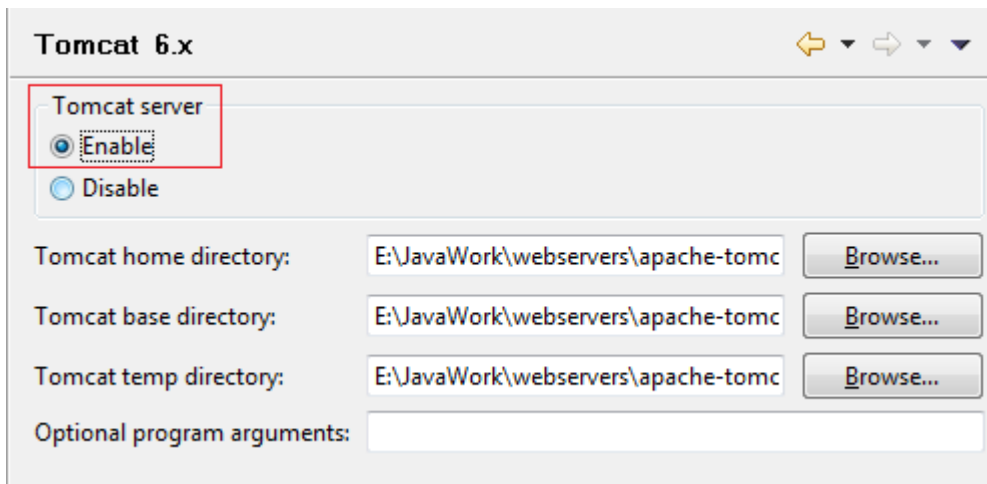 Tomcat 6.x
Tomcat server
Enable
Disable
Tomcat home directory: E:\JavaWork\webservers\apache-tomc Browse...
Tomcat base directory: E:\JavaWork\webservers\apache-tomc Browse...
Tomcat temp directory: E:\JavaWork\webservers\apache-tomc Browse...
Optional program arguments: